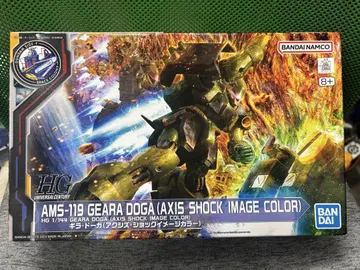 BANDAI NAMCO
8+
HG
UNIVERSAL CENTURY
AMS-119 GEARA DOGA (AXIS SHOCK IMAGE COLOR)
HG 1/144 GEARA DOGA (AXIS SHOCK IMAGE COLOR)
ギラ・ドーガ(アクシズ・ショックイメージカラー)
BANDAI